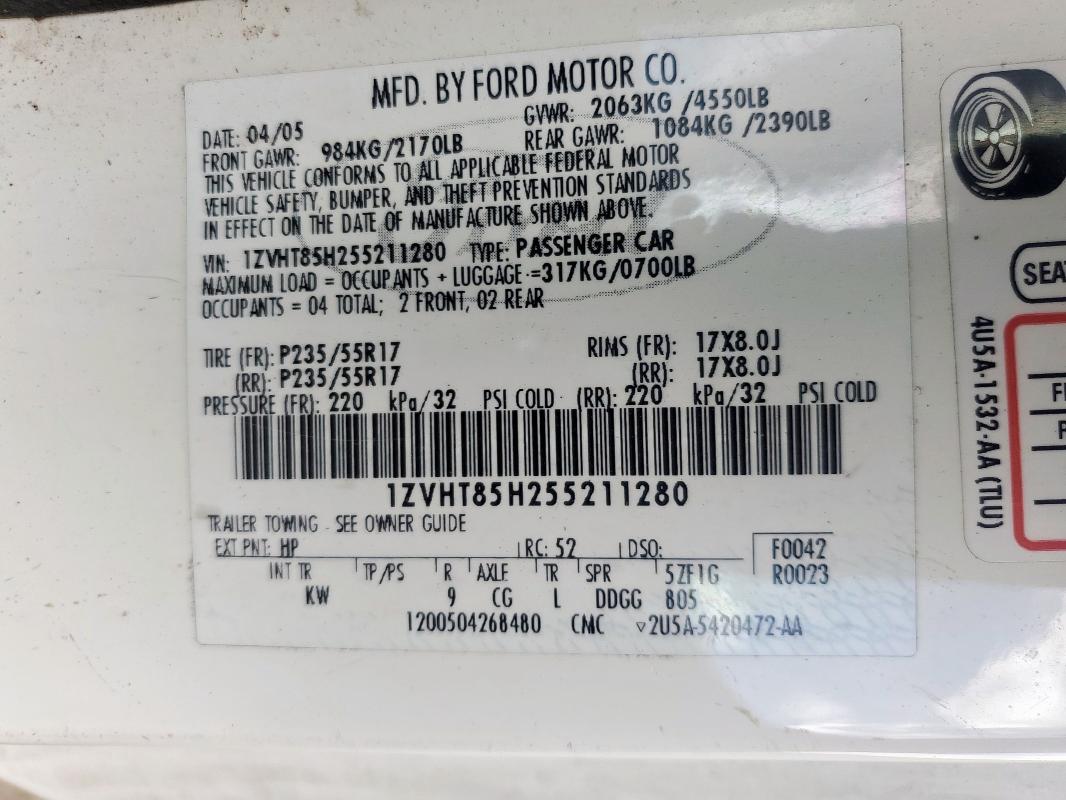 MFD. BY FORD MOTOR CO.
DATE: 04/05 GVWR: 2063KG /4550LB
FRONT GAWR: 984KG/2170LB REAR GAWR: 1084KG /2390LB
THIS VEHICLE CONFORMS TO ALL APPLICABLE FEDERAL MOTOR
VEHICLE SAFETY, BUMPER, AND THEFT PREVENTION STANDARDS
IN EFFECT ON THE DATE OF MANUFACTURE SHOWN ABOVE.
VIN: 1ZVHT85H255211280 TYPE: PASSENGER CAR
MAXIMUM LOAD = OCCUPANTS + LUGGAGE =317KG/0700LB
OCCUPANTS = 04 TOTAL; 2 FRONT, 02 REAR
TIRE (FR): P235/55R17 RIMS (FR): 17X8.0J
(RR): P235/55R17 (RR): 17X8.0J
PRESSURE (FR): 220 kPa/32 PSI COLD (RR): 220 kPa/32 PSI COLD
1ZVHT85H255211280
TRAILER TOWING - SEE OWNER GUIDE
EXT PNT: HP RC: 52 DSO: F0042
INT TR TP/PS R AXLE TR SPR 5ZF1G R0023
KW 9 CG L DDGG 805
1200504268480 CMC ▽2U5A-5420472-AA
SEAT
4U5A-1532-AA (TLU)